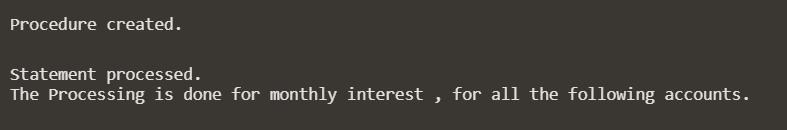 Procedure created.
Statement processed.
The Processing is done for monthly interest , for all the following accounts.